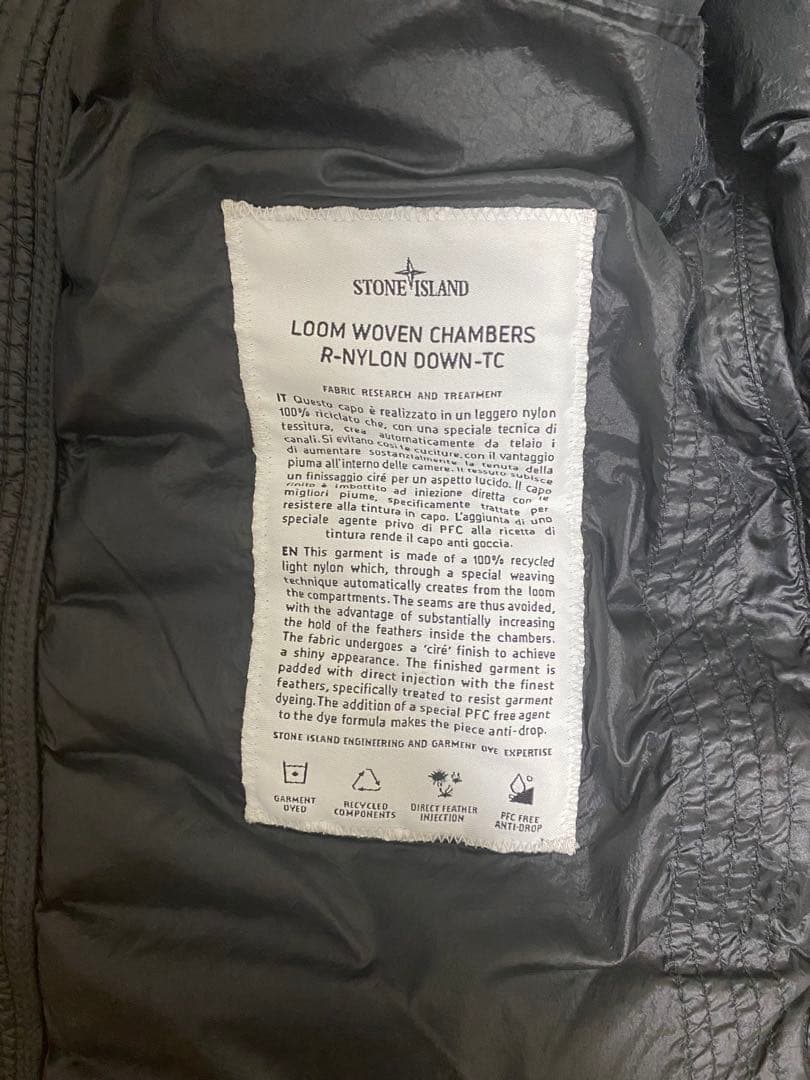 STONE ISLAND
LOOM WOVEN CHAMBERS
R-NYLON DOWN-TC
FABRIC RESEARCH AND TREATMENT
IT Questo capo è realizzato in un leggero nylon
100% riciclato che, con una speciale tecnica di
tessitura, crea automaticamente da telaio i
canali. Si evitano così le cuciture, con il vantaggio
di aumentare sostanzialmente la tenuta della
piuma all'interno delle camere. Il tessuto subisce
un finissaggio ciré per un aspetto lucido. Il capo
finito è imbottito ad iniezione diretta con le
migliori piume, specificamente trattate per
resistere alla tintura in capo. L'aggiunta di uno
speciale agente privo di PFC alla ricetta di
tintura rende il capo anti goccia.
EN This garment is made of a 100% recycled
light nylon which, through a special weaving
technique automatically creates from the loom
the compartments. The seams are thus avoided,
with the advantage of substantially increasing
the hold of the feathers inside the chambers.
The fabric undergoes a 'ciré' finish to achieve
a shiny appearance. The finished garment is
padded with direct injection with the finest
feathers, specifically treated to resist garment
dyeing. The addition of a special PFC free agent
to the dye formula makes the piece anti-drop.
STONE ISLAND ENGINEERING AND GARMENT DYE EXPERTISE
GARMENT
DYED
RECYCLED
COMPONENTS
DIRECT FEATHER
INJECTION
PFC FREE
ANTI-DROP